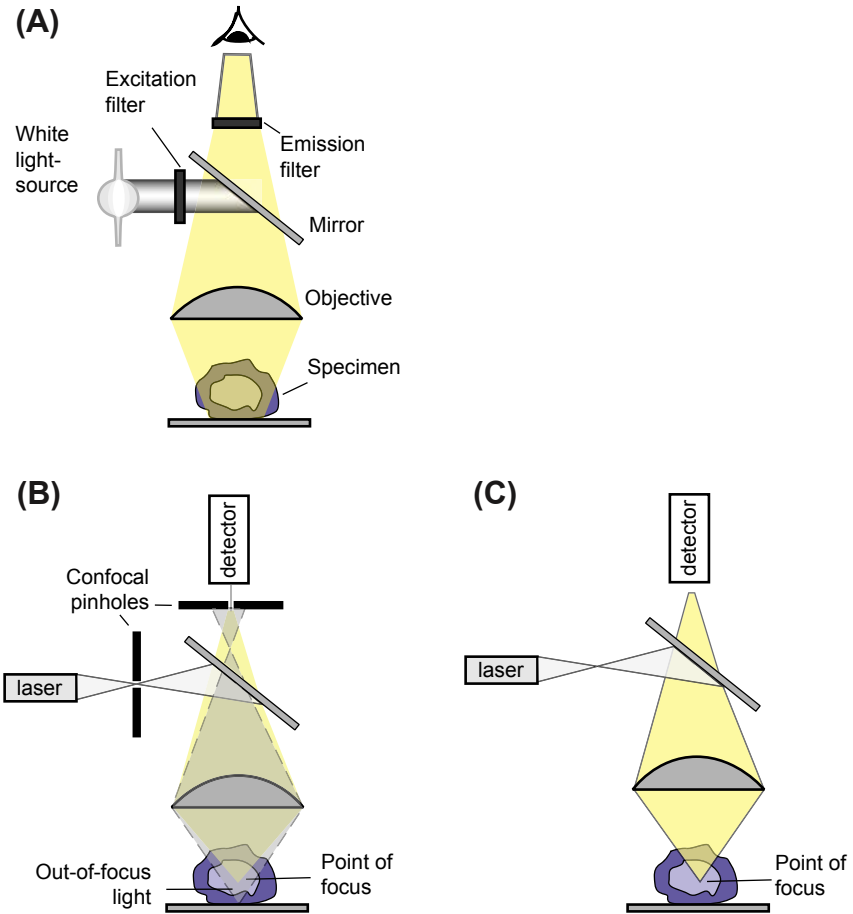 (A)
Excitation
filter
White
light-
source
Emission
filter
Mirror
Objective
Specimen
(B)
detector
Confocal
pinholes
laser
Out-of-focus
light
Point of
focus
(C)
detector
laser
Point of
focus